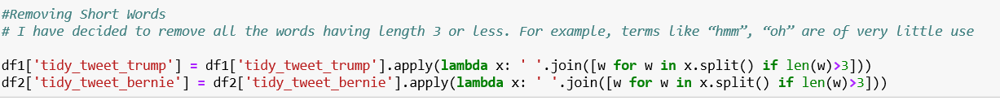 #Removing Short Words
# I have decided to remove all the words having length 3 or less. For example, terms like “hmm”, “oh” are of very little use
df1['tidy_tweet_trump'] = df1['tidy_tweet_trump'].apply(lambda x: ' '.join([w for w in x.split() if len(w)>3]))
df2['tidy_tweet_bernie'] = df2['tidy_tweet_bernie'].apply(lambda x: ' '.join([w for w in x.split() if len(w)>3]))